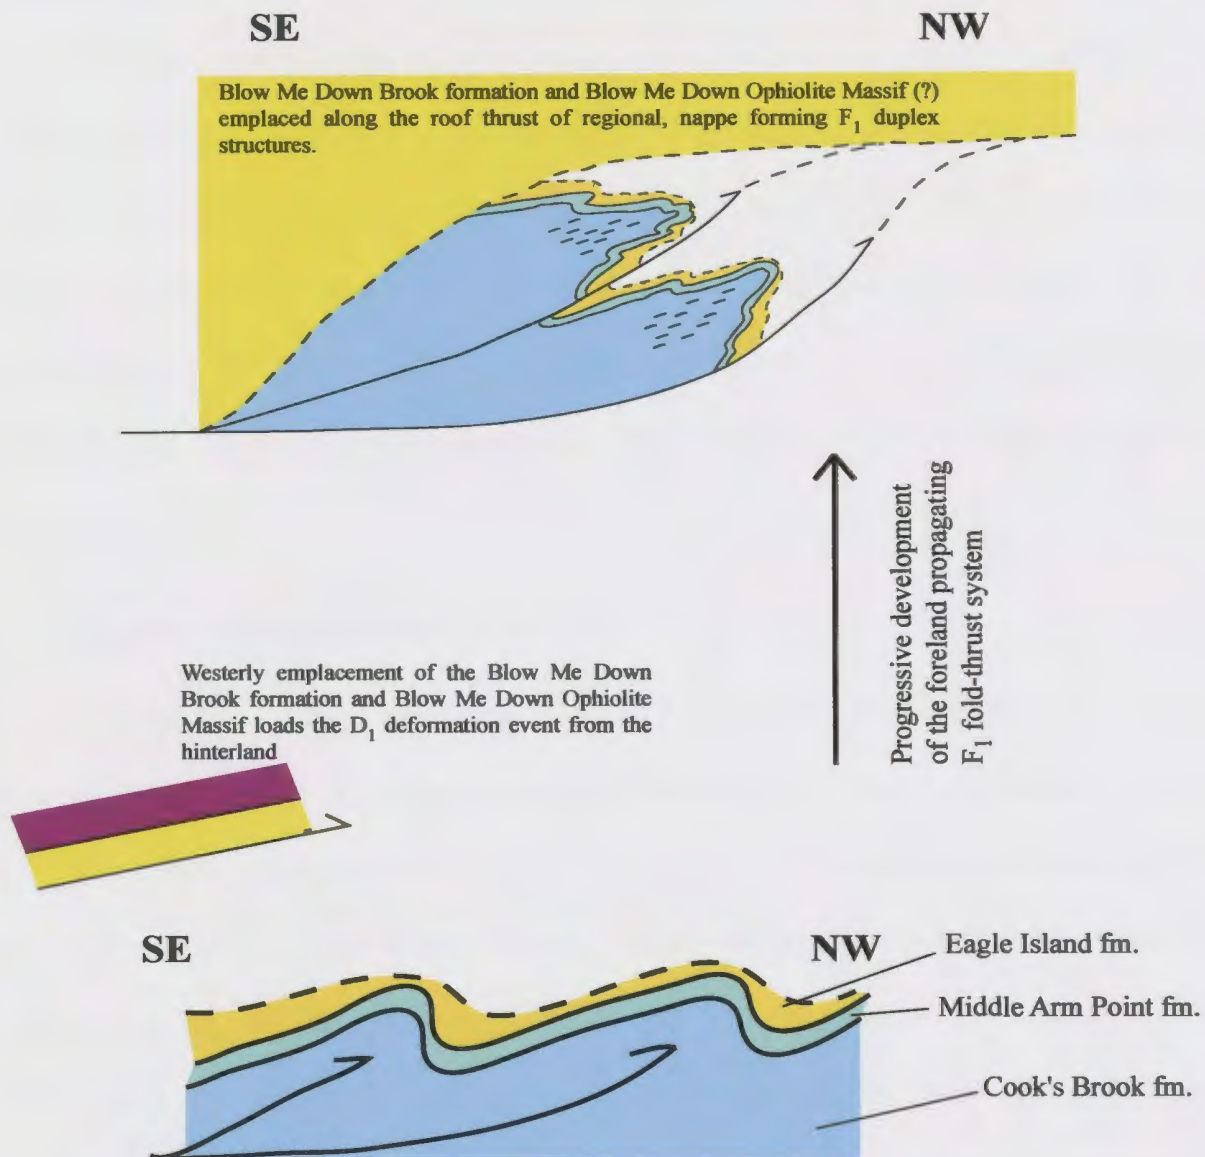 SE
NW
Blow Me Down Brook formation and Blow Me Down Ophiolite Massif (?)
emplaced along the roof thrust of regional, nappe forming F1 duplex
structures.
Progressive development
of the foreland propagating
F1 fold-thrust system
Westerly emplacement of the Blow Me Down
Brook formation and Blow Me Down Ophiolite
Massif loads the D1 deformation event from the
hinterland
SE
NW
Eagle Island fm.
Middle Arm Point fm.
Cook's Brook fm.